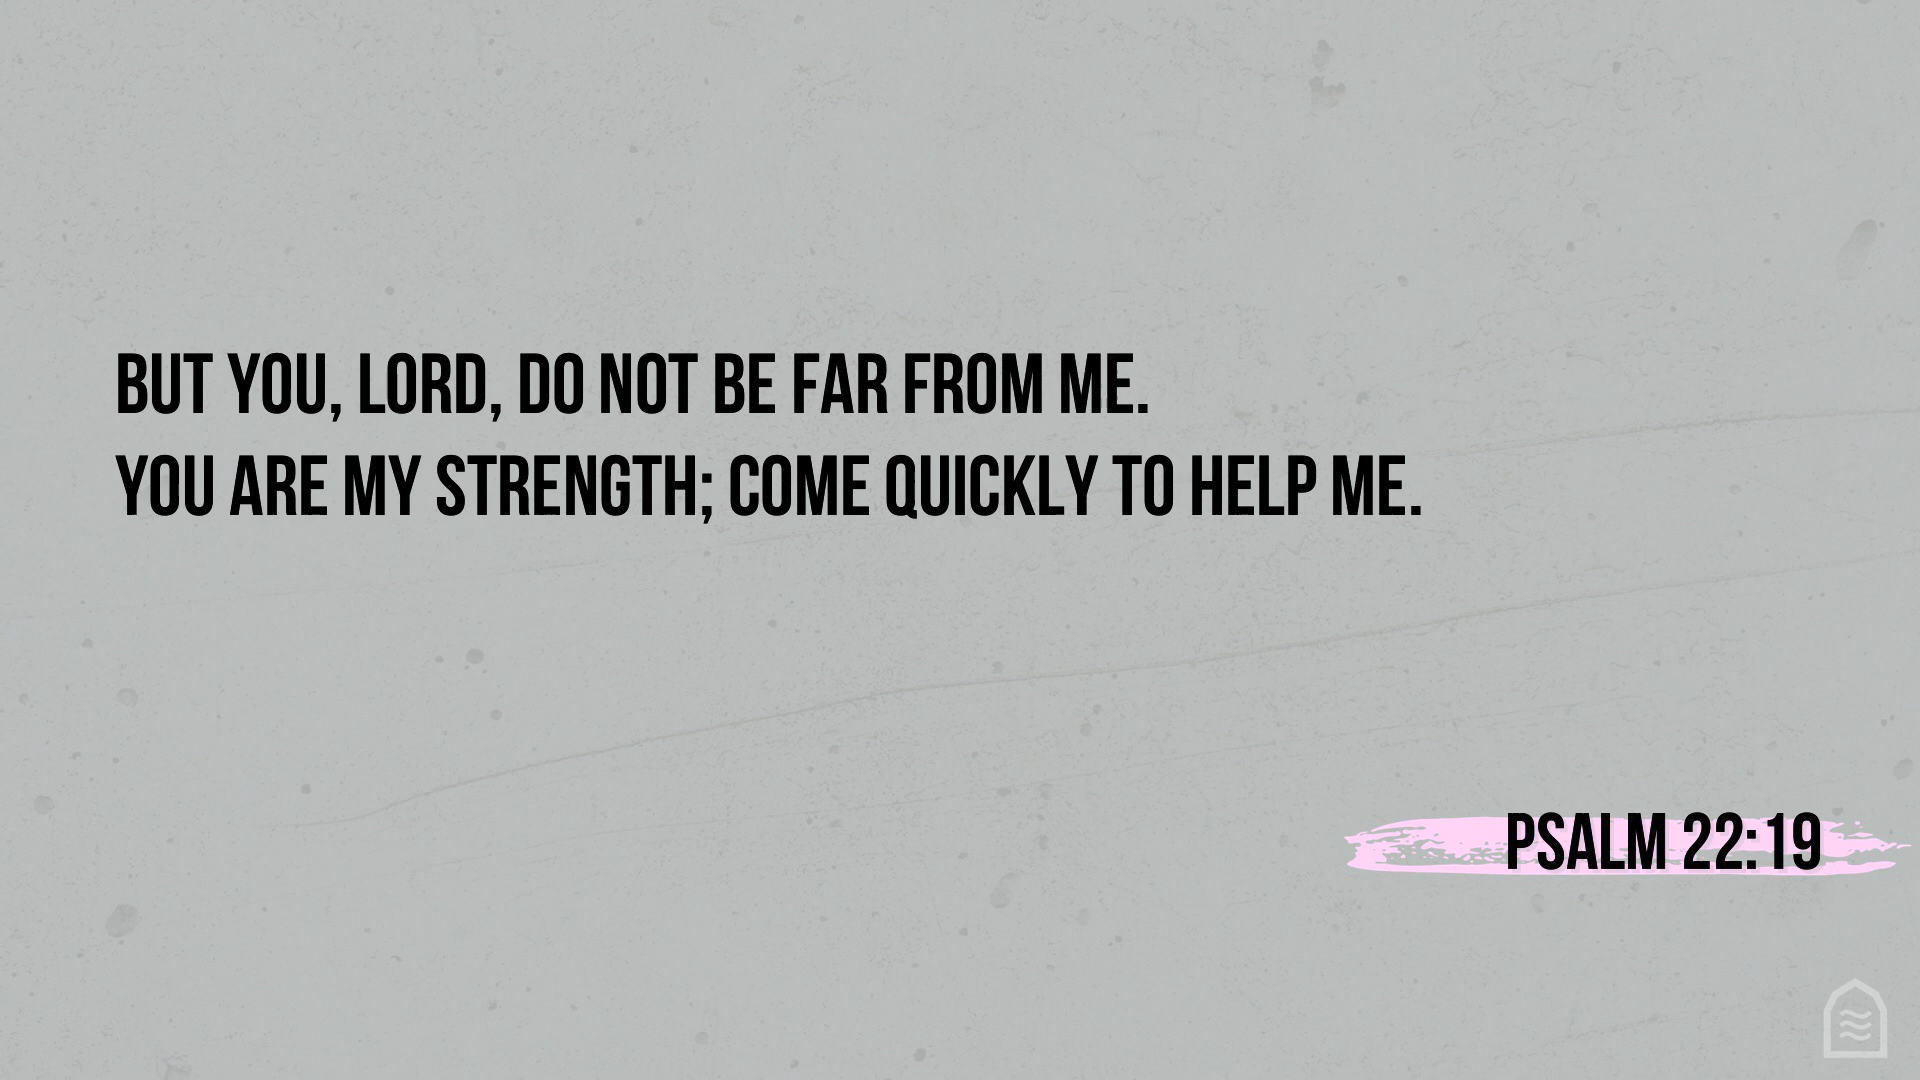 BUT YOU, LORD, DO NOT BE FAR FROM ME.
YOU ARE MY STRENGTH; COME QUICKLY TO HELP ME.
PSALM 22:19